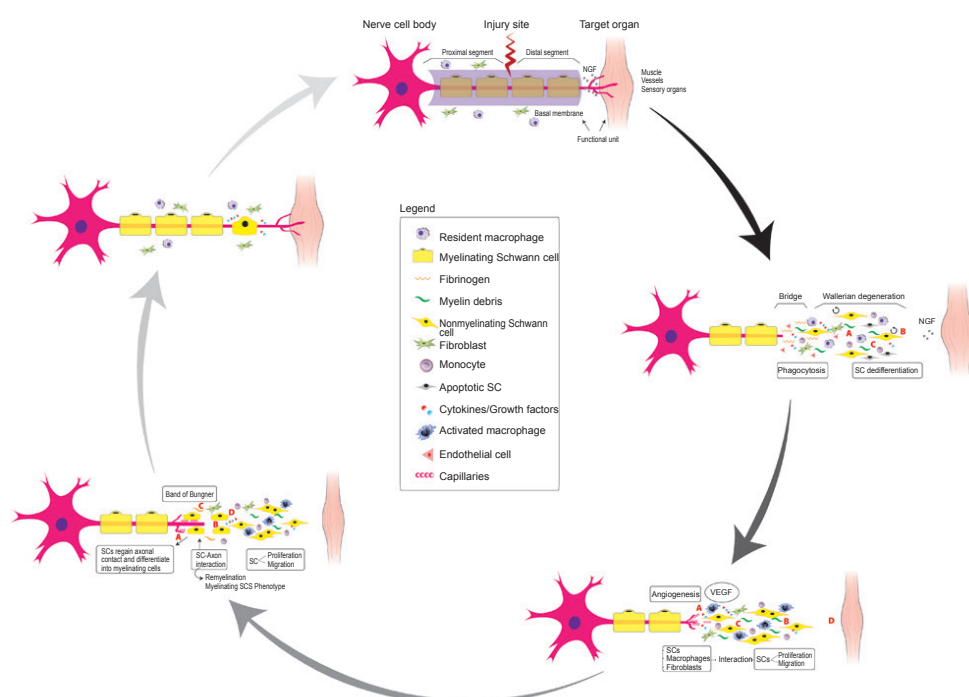 Nerve cell body
Injury site
Target organ
Proximal segment
Distal segment
NGF
Muscle
Vessels
Sensory organs
Basal membrane
Functional unit
Legend
Resident macrophage
Myelinating Schwann cell
Fibrinogen
Myelin debris
Nonmyelinating Schwann
cell
Fibroblast
Monocyte
Apoptotic SC
Cytokines/Growth factors
Activated macrophage
Endothelial cell
Capillaries
Bridge
Wallerian degeneration
NGF
A
B
C
Phagocytosis
SC dedifferentiation
Angiogenesis
VEGF
A
B
C
D
SCs
Macrophages
Fibroblasts
Interaction
SCs
Proliferation
Migration
Band of Bungner
C
D
B
A
SCs regain axonal
contact and differentiate
into myelinating cells
SC-Axon
interaction
SC
Proliferation
Migration
Remyelination
Myelinating SCS Phenotype